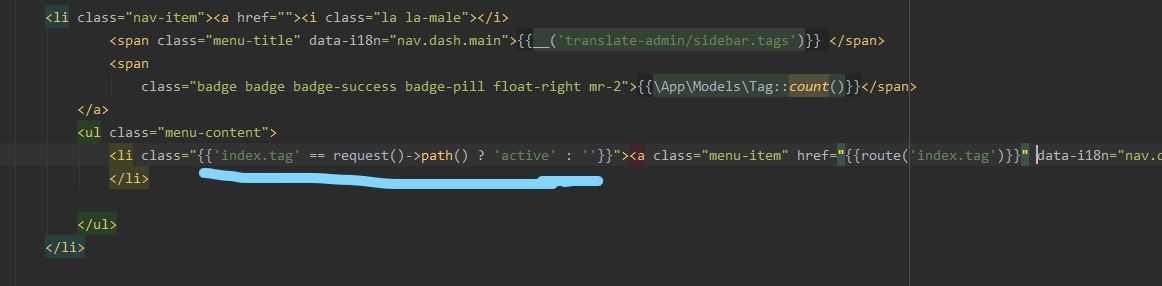 <li class="nav-item"><a href=""><i class="la la-male"></i>
<span class="menu-title" data-i18n="nav.dash.main">{{__('translate-admin/sidebar.tags')}} </span>
<span
class="badge badge badge-success badge-pill float-right mr-2">{{\App\Models\Tag::count()}}</span>
</a>
<ul class="menu-content">
<li class="{{'index.tag' == request()->path() ? 'active' : ''}}"><a class="menu-item" href="{{route('index.tag')}}" data-i18n="nav.d
</li>
</ul>
</li>